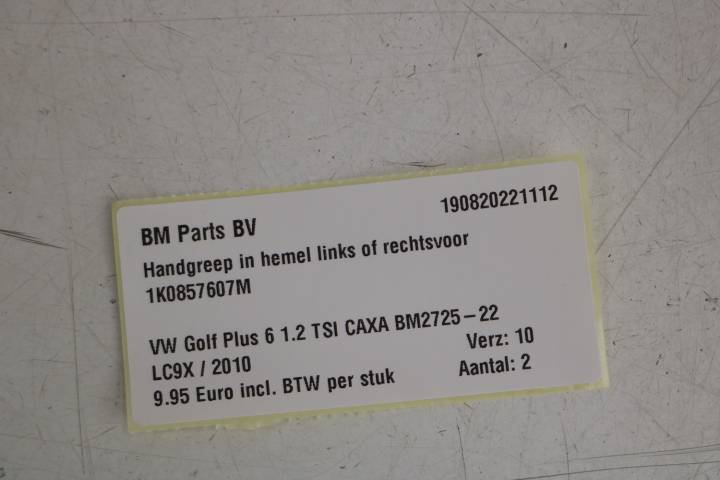 BM Parts BV 190820221112
Handgreep in hemel links of rechtsvoor
1K0857607M
VW Golf Plus 6 1.2 TSI CAXA BM2725-22
LC9X / 2010 Verz: 10
9.95 Euro incl. BTW per stuk Aantal: 2